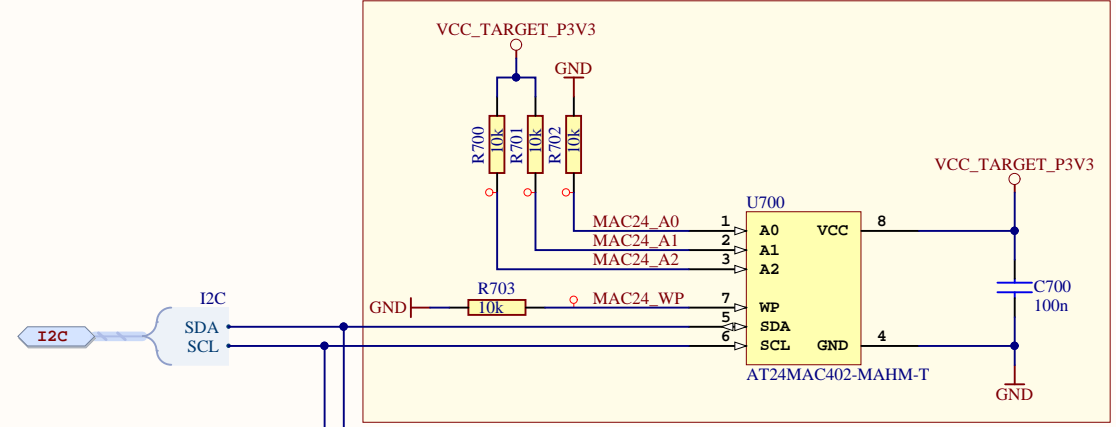 VCC_TARGET_P3V3
GND
R700
10k
R701
10k
R702
10k
VCC_TARGET_P3V3
U700
MAC24_A0 1 A0 VCC 8
MAC24_A1 2 A1
MAC24_A2 3 A2
R703
C700
100n
I2C
GND 10k MAC24_WP 7 WP
I2C SDA 5 SDA
SCL 6 SCL GND 4
AT24MAC402-MAHM-T
GND